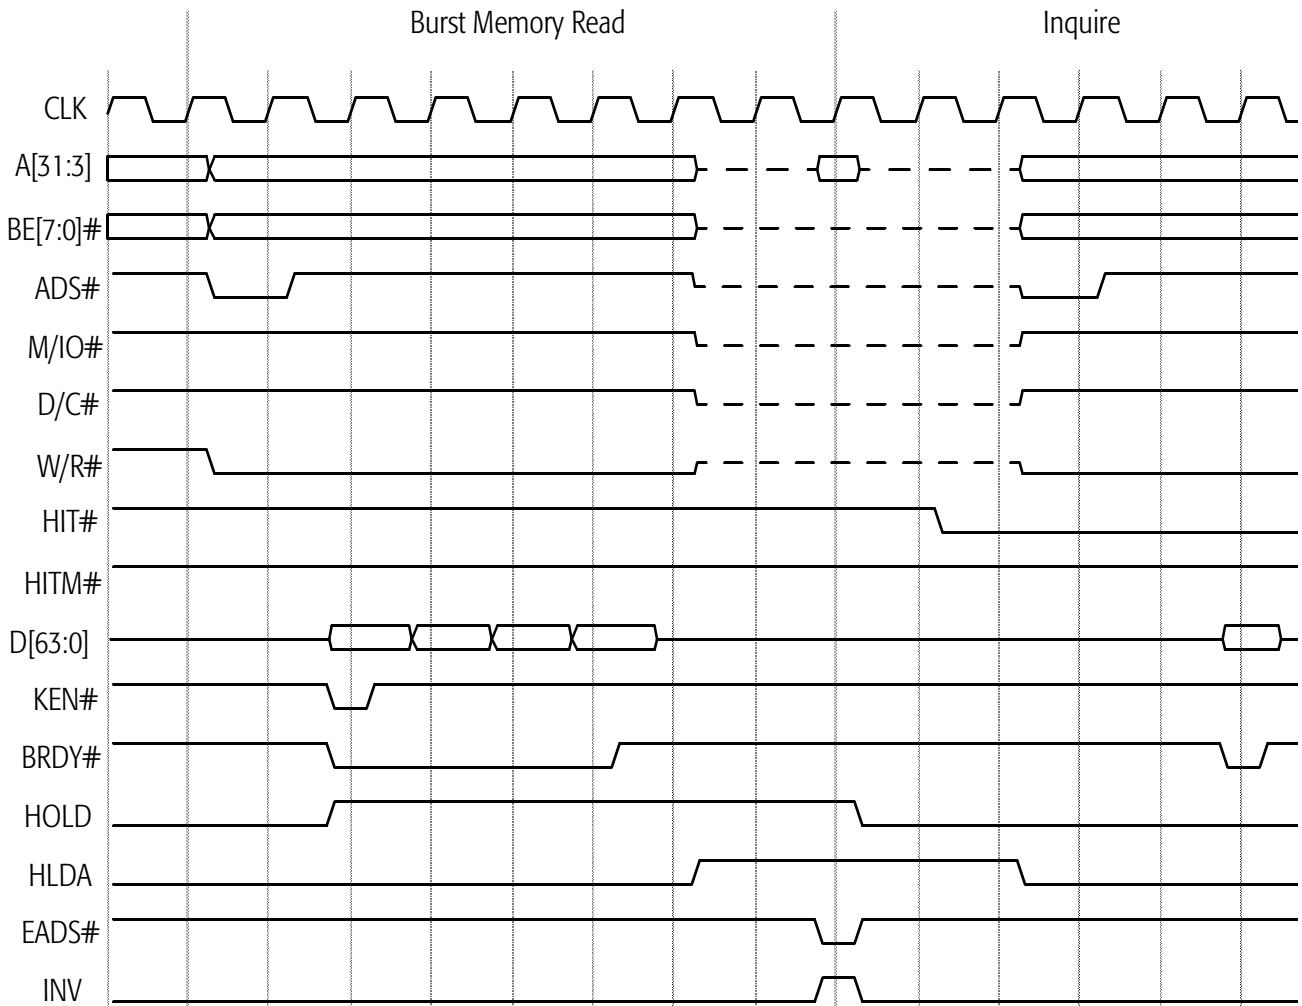 Burst Memory Read
Inquire
CLK
A[31:3]
BE[7:0]#
ADS#
M/IO#
D/C#
W/R#
HIT#
HITM#
D[63:0]
KEN#
BRDY#
HOLD
HLDA
EADS#
INV